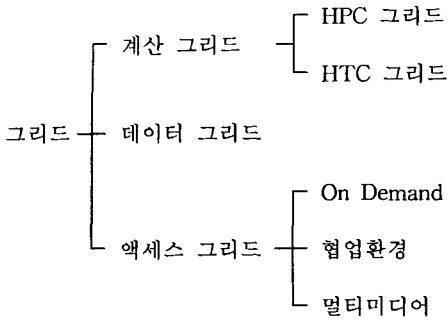 HPC 그리드
계산 그리드
HTC 그리드
그리드
데이터 그리드
On Demand
액세스 그리드
협업환경
멀티미디어